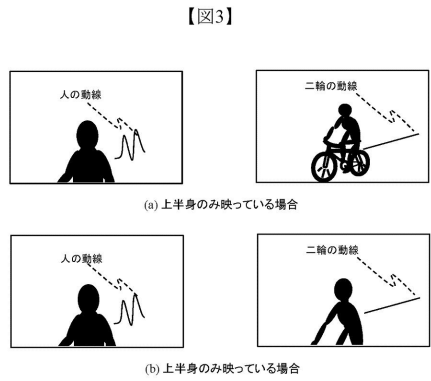 【図3】
人の動線
二輪の動線
(a) 上半身のみ映っている場合
人の動線
二輪の動線
(b) 上半身のみ映っている場合